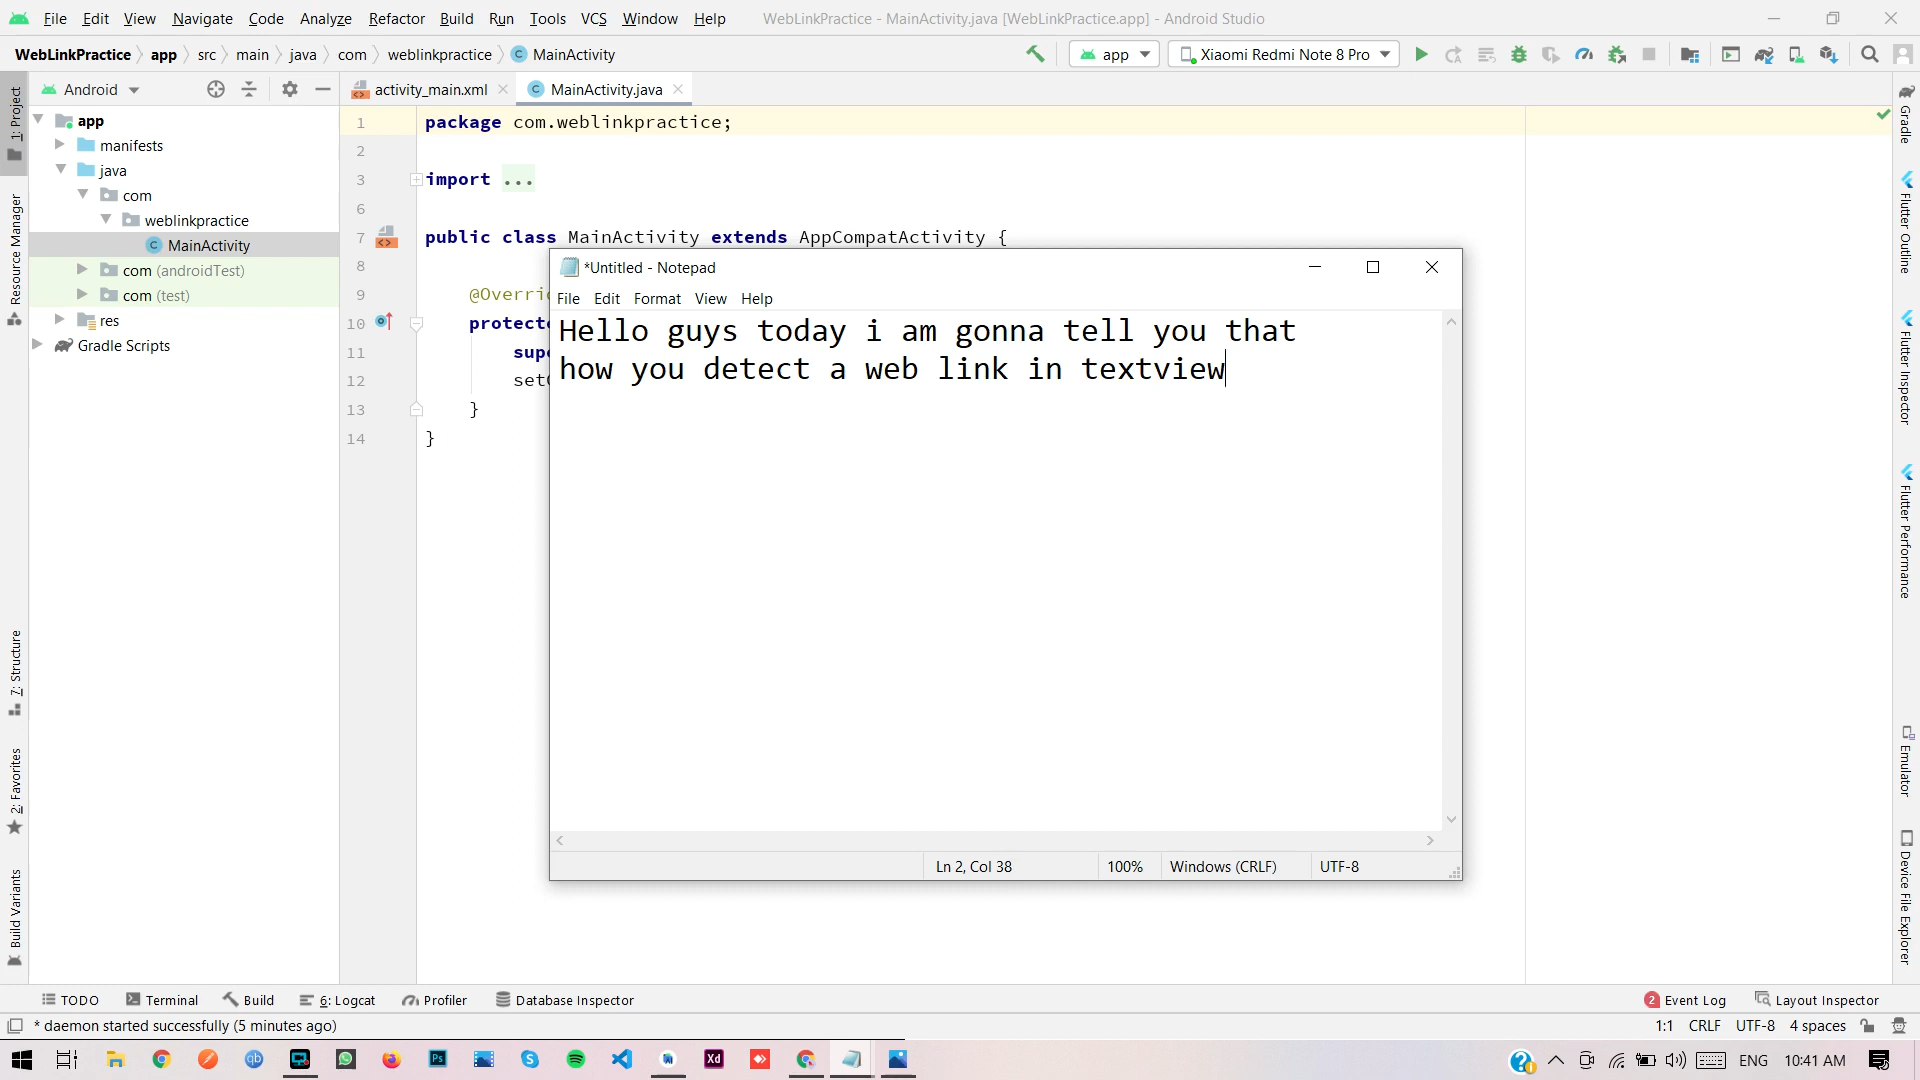 File Edit View Navigate Code Analyze Refactor Build Run Tools VCS Window Help WebLinkPractice - MainActivity.java [WebLinkPractice.app] - Android Studio
WebLinkPractice app src main java com weblinkpractice C MainActivity app Xiaomi Redmi Note 8 Pro
Android activity_main.xml C MainActivity.java
1: Project
Resource Manager
7: Structure
2: Favorites
Build Variants
app
manifests
java
com
weblinkpractice
C MainActivity
com (androidTest)
com (test)
res
Gradle Scripts
1 package com.weblinkpractice;
2
3 import ...
6
7 public class MainActivity extends AppCompatActivity {
8
9 @Overri
10 protecte
11 supe
12 set
13 }
14 }
*Untitled - Notepad
File Edit Format View Help
Hello guys today i am gonna tell you that
how you detect a web link in textview
Ln 2, Col 38 100% Windows (CRLF) UTF-8
Gradle
Flutter Outline
Flutter Inspector
Flutter Performance
Emulator
Device File Explorer
TODO Terminal Build 6: Logcat Profiler Database Inspector 2 Event Log Layout Inspector
* daemon started successfully (5 minutes ago) 1:1 CRLF UTF-8 4 spaces
qb Ps Xd ENG 10:41 AM